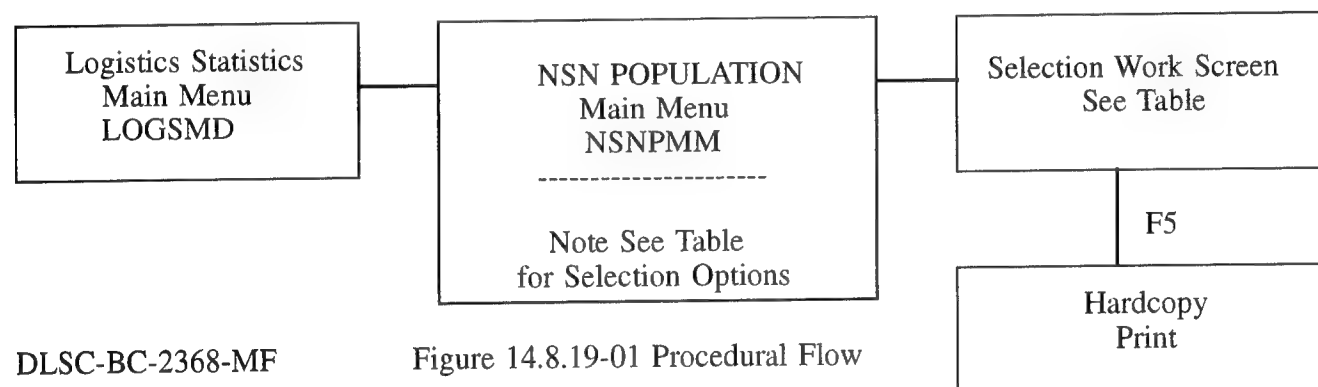 Logistics Statistics
Main Menu
LOGSMD
NSN POPULATION
Main Menu
NSNPMM
----------------------
Note See Table
for Selection Options
Selection Work Screen
See Table
F5
Hardcopy
Print
DLSC-BC-2368-MF
Figure 14.8.19-01 Procedural Flow